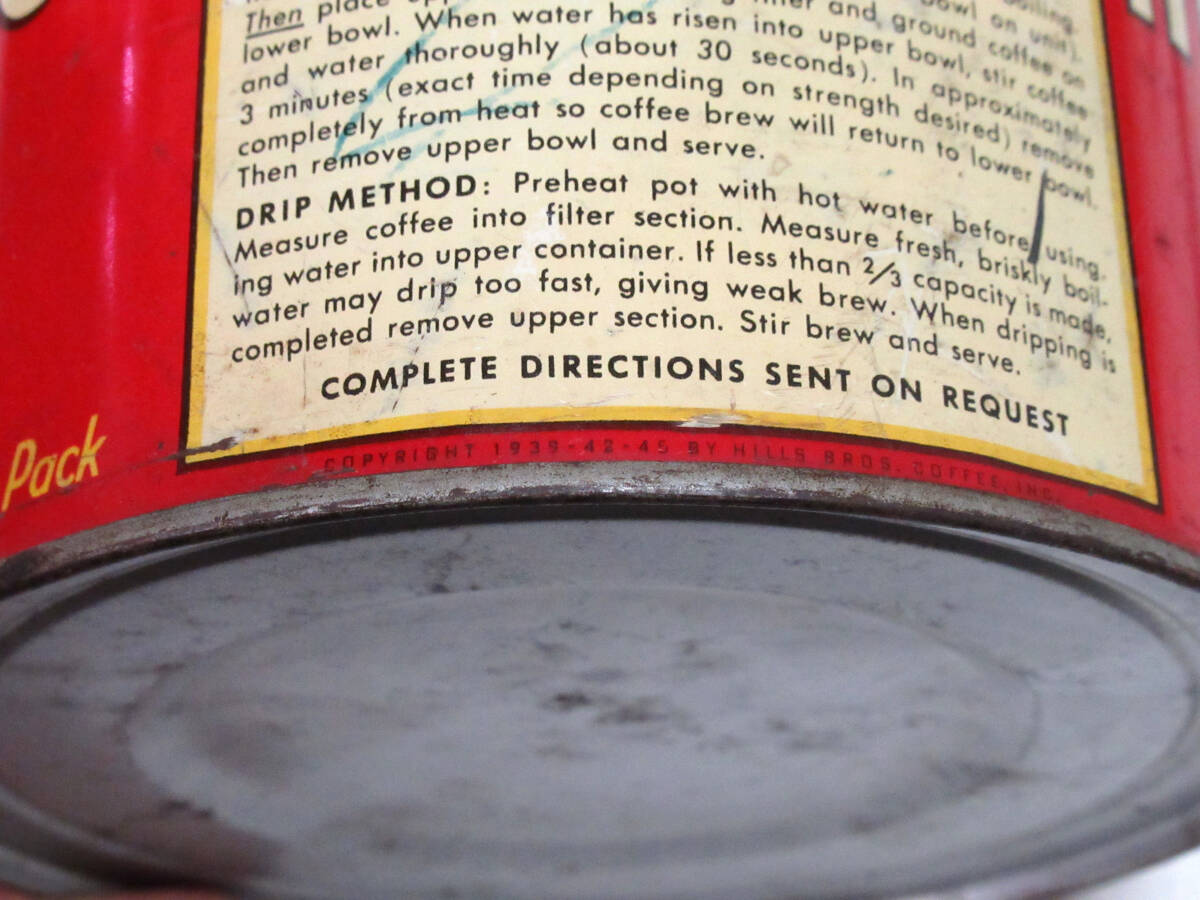 Then place
lower bowl. When water has risen into upper bowl, stir coffee
and water thoroughly (about 30 seconds). In approximately
3 minutes (exact time depending on strength desired) remove
completely from heat so coffee brew will return to lower bowl.
Then remove upper bowl and serve.
DRIP METHOD: Preheat pot with hot water before using.
Measure coffee into filter section. Measure fresh, briskly boil-
ing water into upper container. If less than 2/3 capacity is made,
water may drip too fast, giving weak brew. When dripping is
completed remove upper section. Stir brew and serve.
COMPLETE DIRECTIONS SENT ON REQUEST
Pack
COPYRIGHT 1939-42-45 BY HILLS BROS. COFFEE, INC.